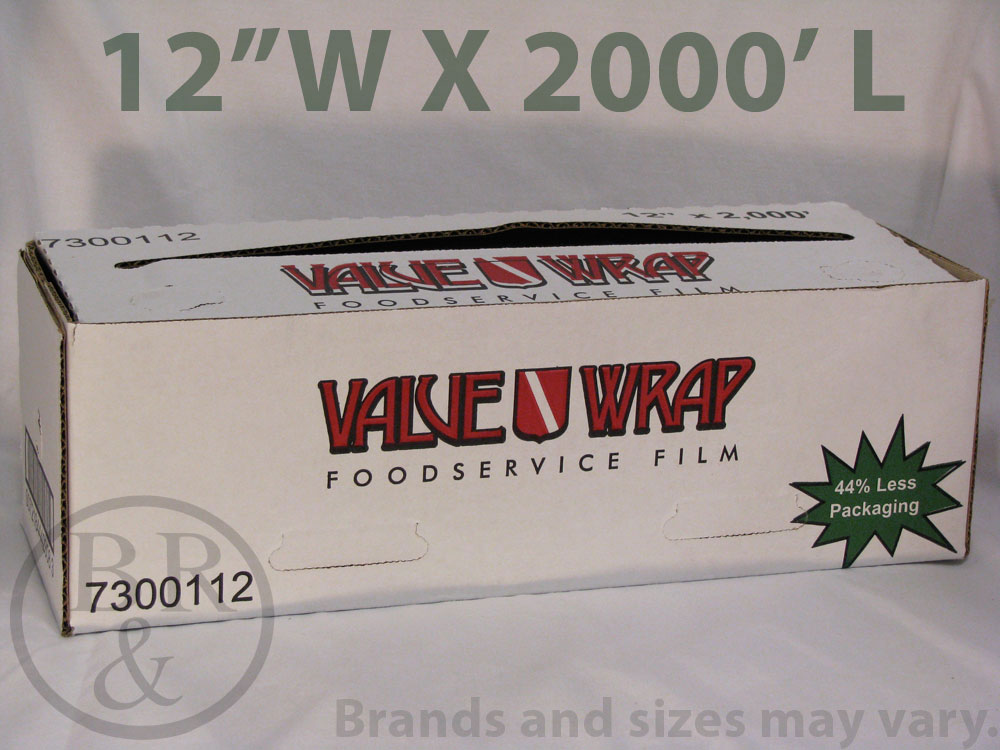 12”W X 2000’ L
7300112
12" x 2,000'
VALUE WRAP
FOODSERVICE FILM
VALUE WRAP
FOODSERVICE FILM
44% Less
Packaging
B&R
7300112
Brands and sizes may vary.